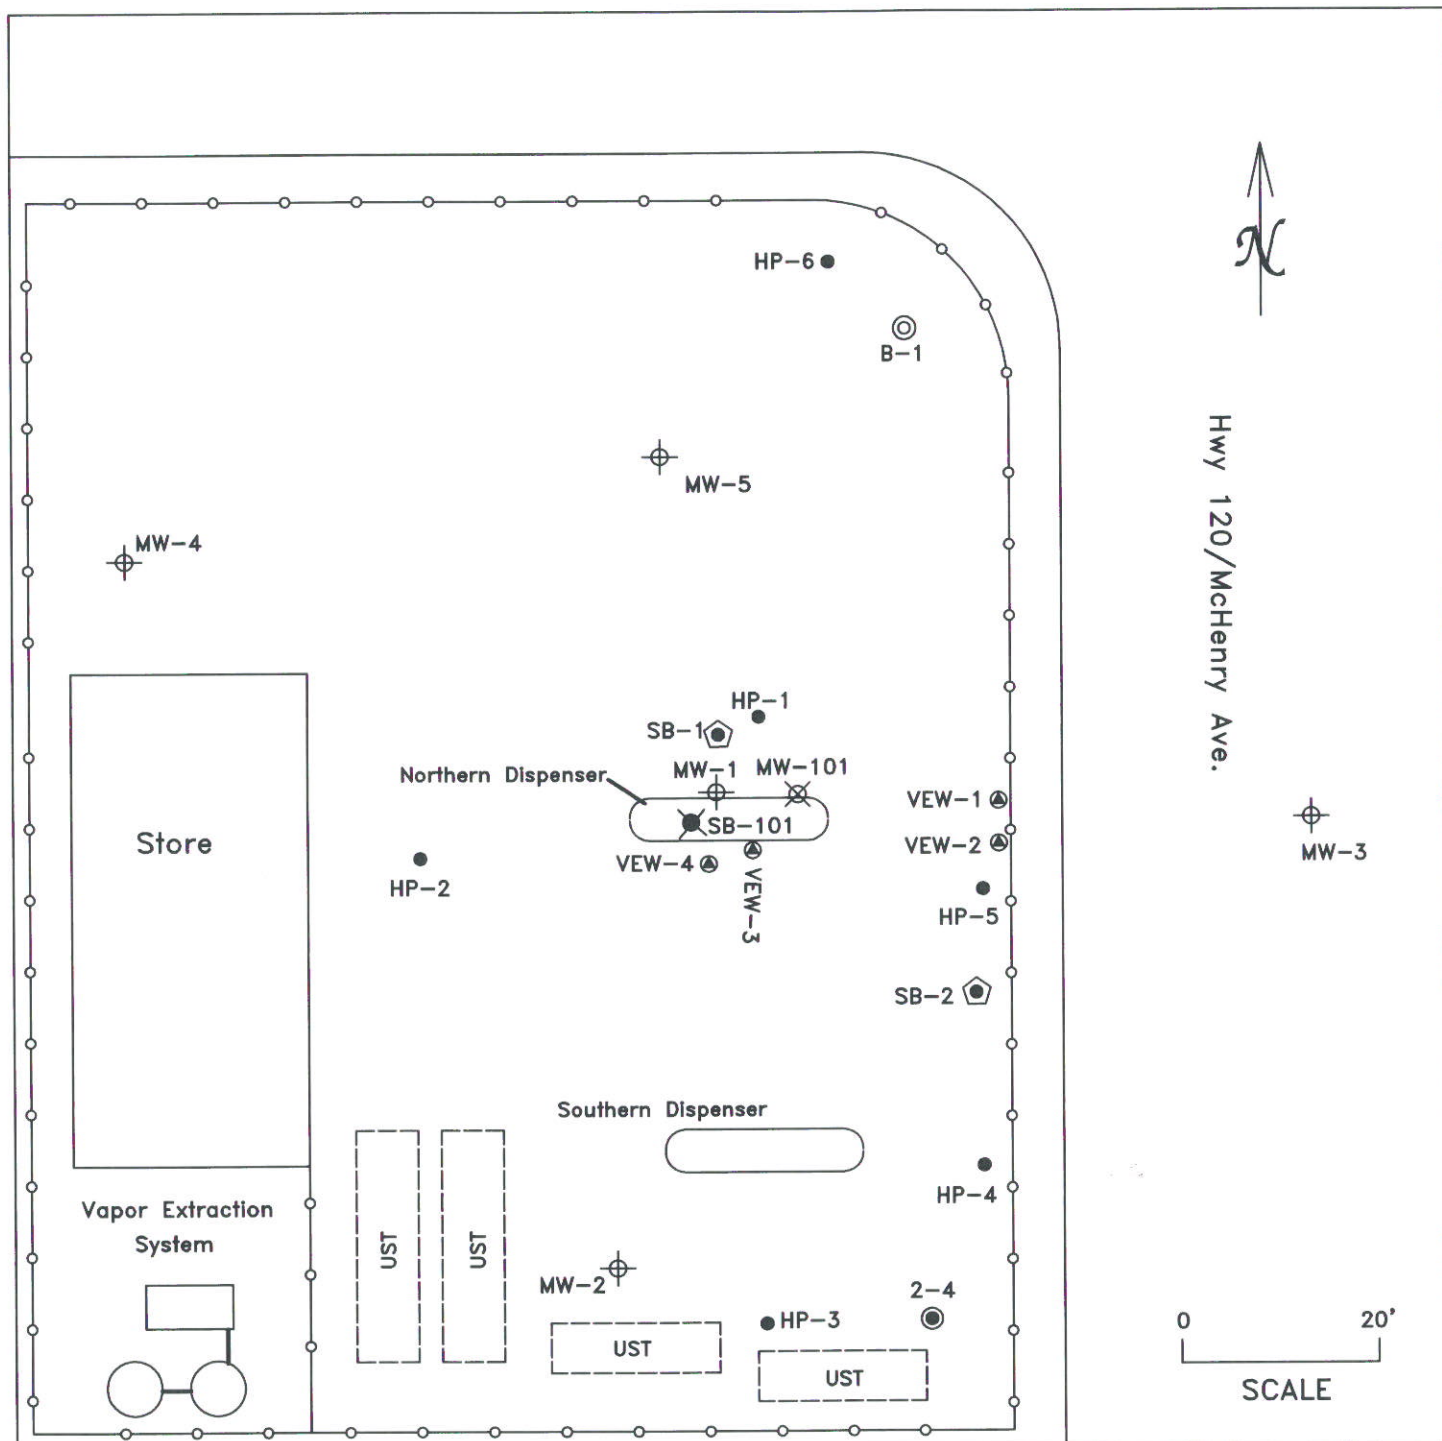 HP-6
B-1
N
Hwy 120/McHenry Ave.
MW-5
MW-4
HP-1
SB-1
MW-1
MW-101
Northern Dispenser
SB-101
VEW-1
VEW-2
VEW-4
VEW-3
MW-3
Store
HP-2
HP-5
SB-2
Southern Dispenser
HP-4
Vapor Extraction
System
UST
UST
MW-2
2-4
HP-3
UST
UST
0 20'
SCALE